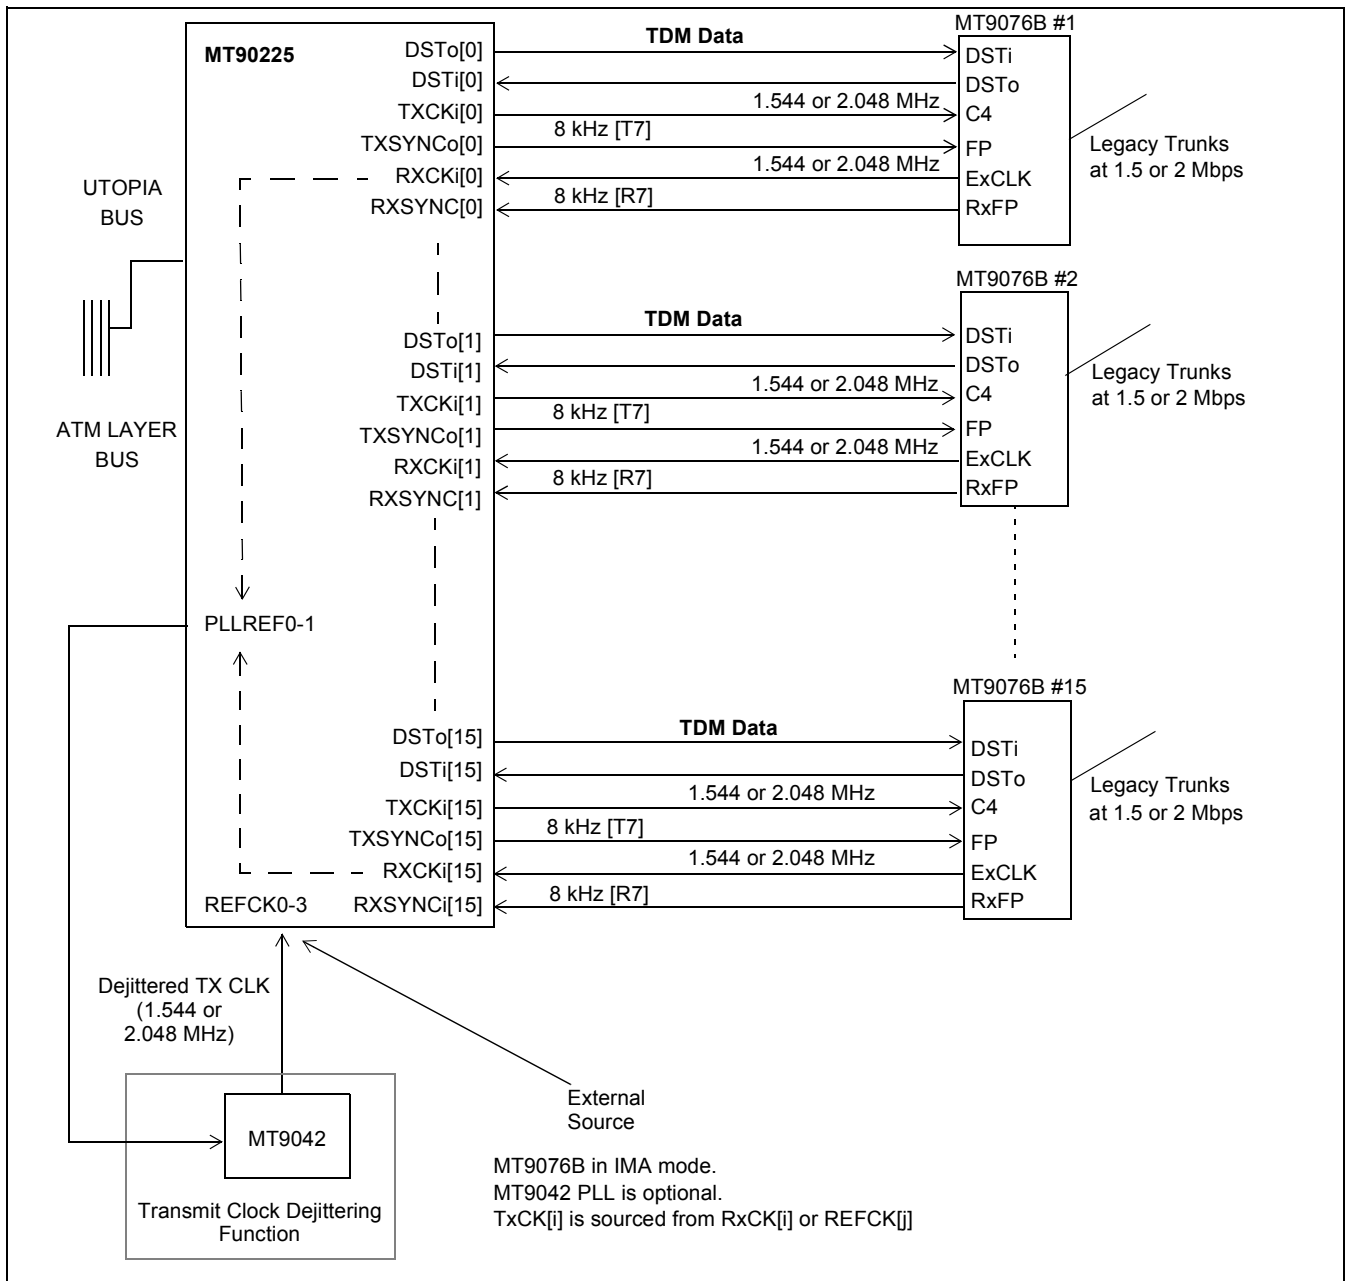 MT90225
UTOPIA
BUS
ATM LAYER
BUS
DSTo[0]
DSTi[0]
TXCKi[0]
TXSYNCo[0]
RXCKi[0]
RXSYNC[0]
TDM Data
1.544 or 2.048 MHz
8 kHz [T7]
1.544 or 2.048 MHz
8 kHz [R7]
MT9076B #1
DSTi
DSTo
C4
FP
ExCLK
RxFP
Legacy Trunks
at 1.5 or 2 Mbps
DSTo[1]
DSTi[1]
TXCKi[1]
TXSYNCo[1]
RXCKi[1]
RXSYNC[1]
TDM Data
1.544 or 2.048 MHz
8 kHz [T7]
1.544 or 2.048 MHz
8 kHz [R7]
MT9076B #2
DSTi
DSTo
C4
FP
ExCLK
RxFP
Legacy Trunks
at 1.5 or 2 Mbps
PLLREF0-1
DSTo[15]
DSTi[15]
TXCKi[15]
TXSYNCo[15]
RXCKi[15]
RXSYNCi[15]
REFCK0-3
TDM Data
1.544 or 2.048 MHz
8 kHz [T7]
1.544 or 2.048 MHz
8 kHz [R7]
MT9076B #15
DSTi
DSTo
C4
FP
ExCLK
RxFP
Legacy Trunks
at 1.5 or 2 Mbps
Dejittered TX CLK
(1.544 or
2.048 MHz)
MT9042
Transmit Clock Dejittering
Function
External
Source
MT9076B in IMA mode.
MT9042 PLL is optional.
TxCK[i] is sourced from RxCK[i] or REFCK[j]